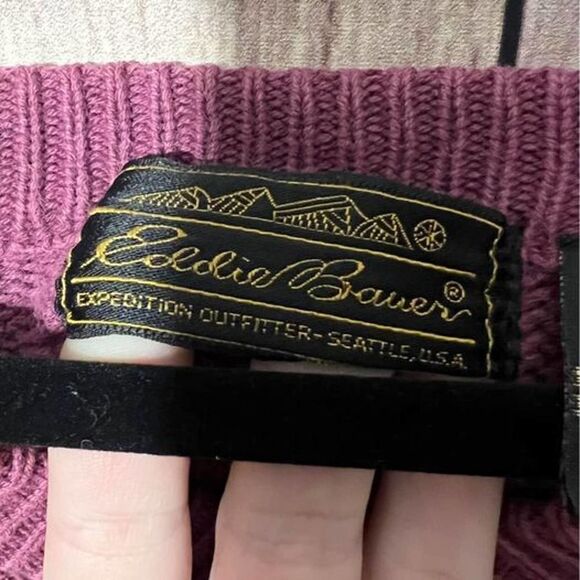 Eddie Bauer®
EXPEDITION OUTFITTER-SEATTLE, U.S.A.